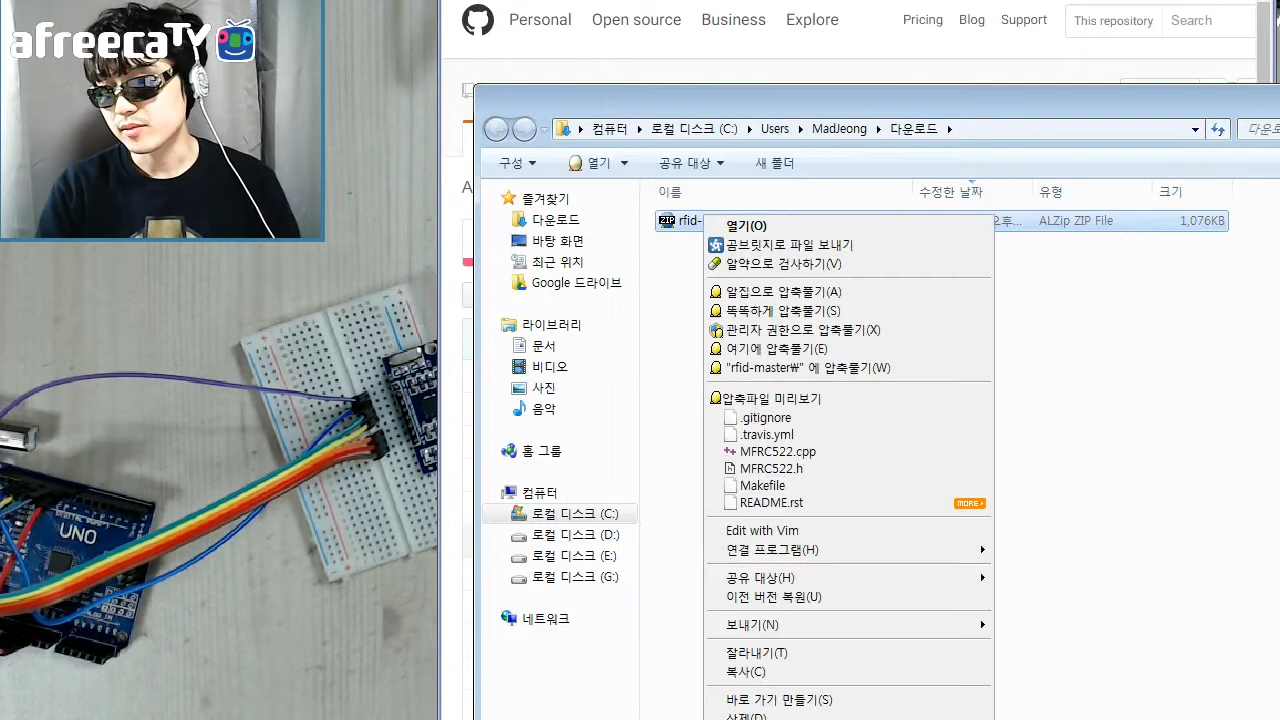 afreecaTV
Personal Open source Business Explore Pricing Blog Support This repository Search
컴퓨터 로컬 디스크 (C:) Users MadJeong 다운로드
구성 열기 공유 대상 새 폴더
이름 수정한 날짜 유형 크기
rfid- 오후... ALZip ZIP File 1,076KB
즐겨찾기
다운로드
바탕 화면
최근 위치
Google 드라이브
라이브러리
문서
비디오
사진
음악
홈 그룹
컴퓨터
로컬 디스크 (C:)
로컬 디스크 (D:)
로컬 디스크 (E:)
로컬 디스크 (G:)
네트워크
열기(O)
곰브릿지로 파일 보내기
알약으로 검사하기(V)
알집으로 압축풀기(A)
똑똑하게 압축풀기(S)
관리자 권한으로 압축풀기(X)
여기에 압축풀기(E)
"rfid-master₩" 에 압축풀기(W)
압축파일 미리보기
.gitignore
.travis.yml
MFRC522.cpp
MFRC522.h
Makefile
README.rst
MORE
Edit with Vim
연결 프로그램(H)
공유 대상(H)
이전 버전 복원(U)
보내기(N)
잘라내기(T)
복사(C)
바로 가기 만들기(S)
삭제(D)
UNO